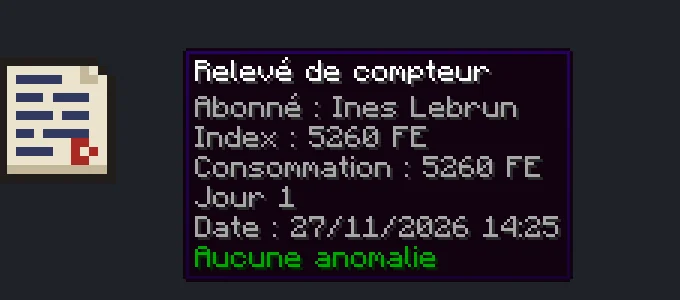 Relevé de compteur
Abonné : Ines Lebrun
Index : 5260 FE
Consommation : 5260 FE
Jour 1
Date : 27/11/2026 14:25
Aucune anomalie